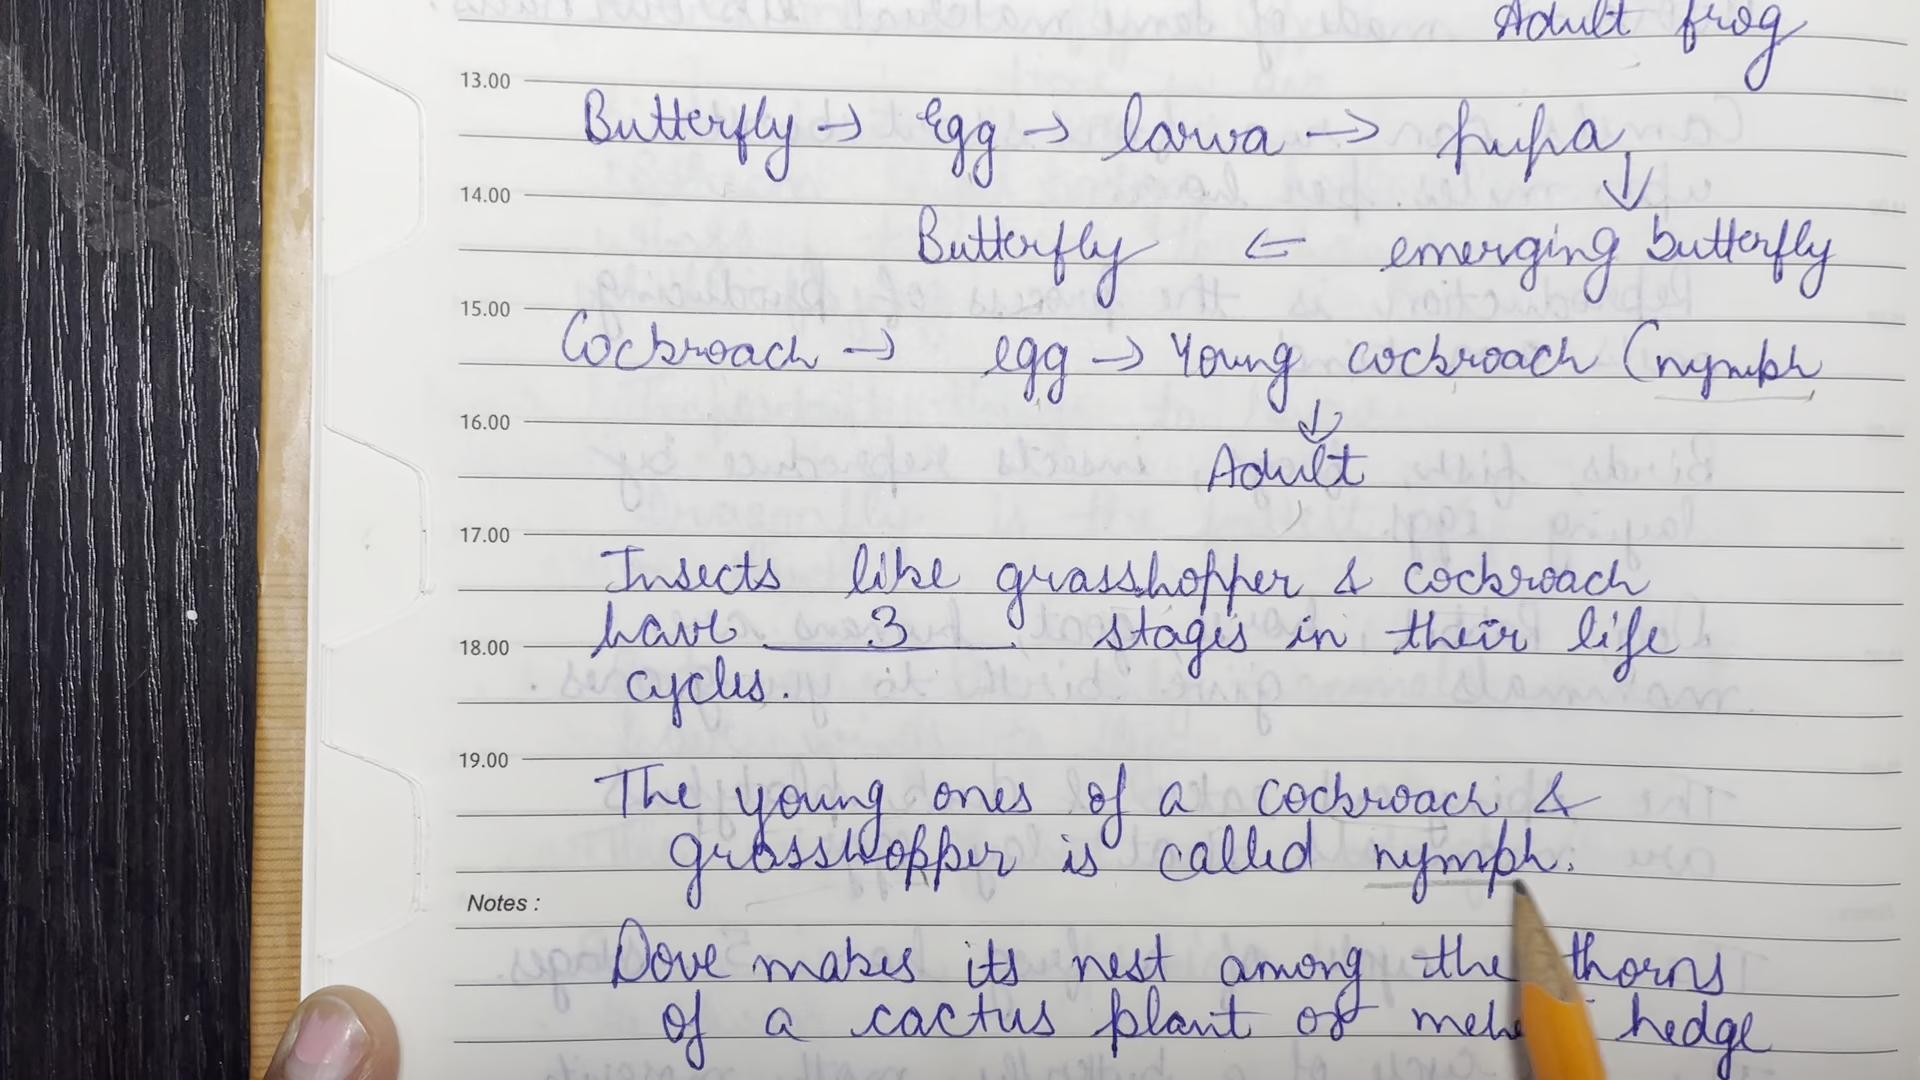 Adult frog
13.00
Butterfly → Egg → larva → pupa
↓
14.00
Butterfly ← emerging butterfly
15.00
Cockroach → egg → Young cockroach (nymph
↓
16.00
Adult
17.00
Insects like grasshopper & cockroach
18.00
have 3 stages in their life
cycles.
19.00
The young ones of a cockroach &
grasshopper is called nymph.
Notes :
Dove makes its nest among the thorns
of a cactus plant or hedge